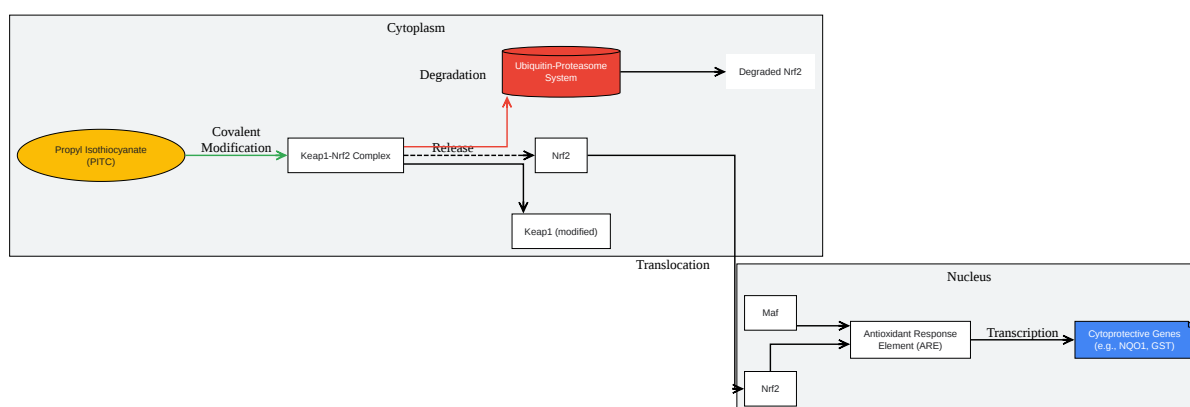 Cytoplasm
Ubiquitin-Proteasome
System
Degradation
Degraded Nrf2
Covalent
Modification
Propyl Isothiocyanate
(PITC)
Keap1-Nrf2 Complex
Release
Nrf2
Keap1 (modified)
Translocation
Nucleus
Maf
Antioxidant Response
Element (ARE)
Transcription
Cytoprotective Genes
(e.g., NQO1, GST)
Nrf2